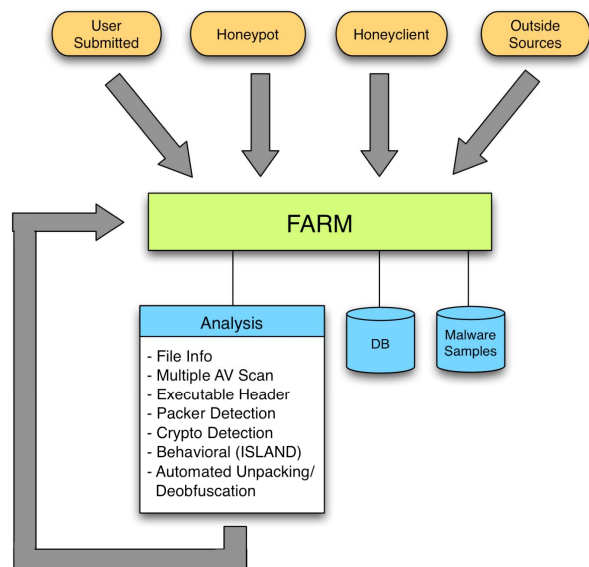 User
Submitted
Honeypot
Honeyclient
Outside
Sources
FARM
Analysis
- File Info
- Multiple AV Scan
- Executable Header
- Packer Detection
- Crypto Detection
- Behavioral (ISLAND)
- Automated Unpacking/
Deobfuscation
DB
Malware
Samples